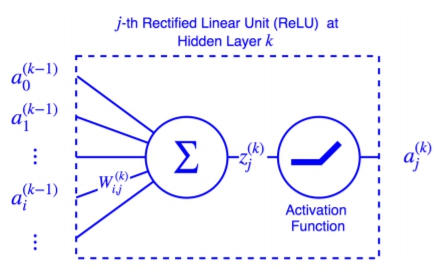 j-th Rectified Linear Unit (ReLU) at
Hidden Layer k
a_0^{(k−1)}
a_1^{(k−1)}
⋮
W_{i,j}^{(k)}
a_i^{(k−1)}
⋮
Σ
z_j^{(k)}
a_j^{(k)}
Activation
Function